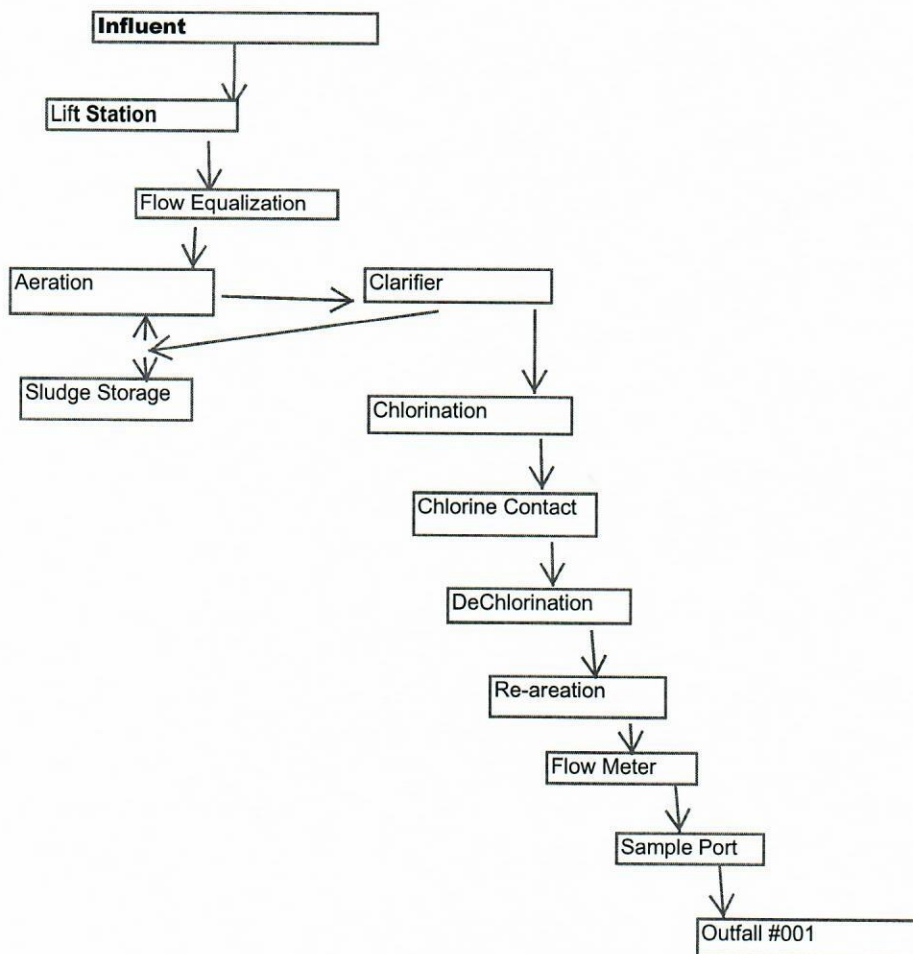 Influent
Lift Station
Flow Equalization
Aeration
Clarifier
Sludge Storage
Chlorination
Chlorine Contact
DeChlorination
Re-areation
Flow Meter
Sample Port
Outfall #001